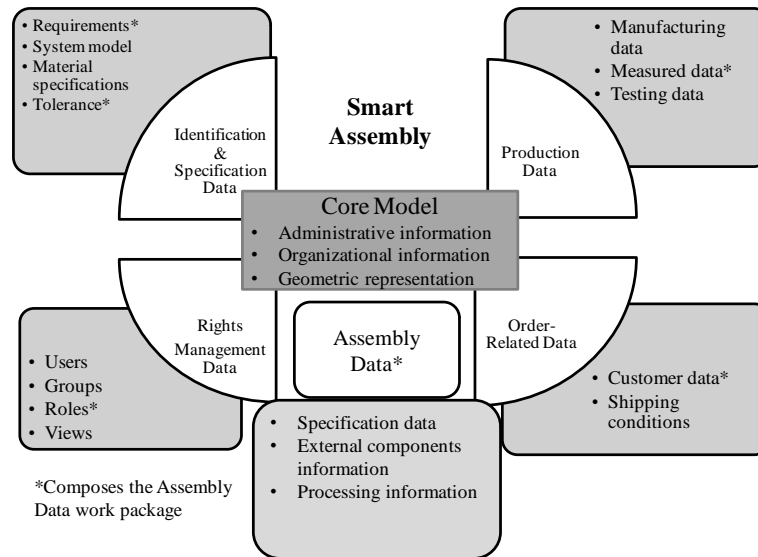 • Requirements*
• System model
• Material
specifications
• Tolerance*
Identification
&
Specification
Data
Smart
Assembly
• Manufacturing
data
• Measured data*
• Testing data
Production
Data
Core Model
• Administrative information
• Organizational information
• Geometric representation
Rights
Management
Data
• Users
• Groups
• Roles*
• Views
Assembly
Data*
Order-
Related Data
• Customer data*
• Shipping
conditions
• Specification data
• External components
information
• Processing information
*Composes the Assembly
Data work package